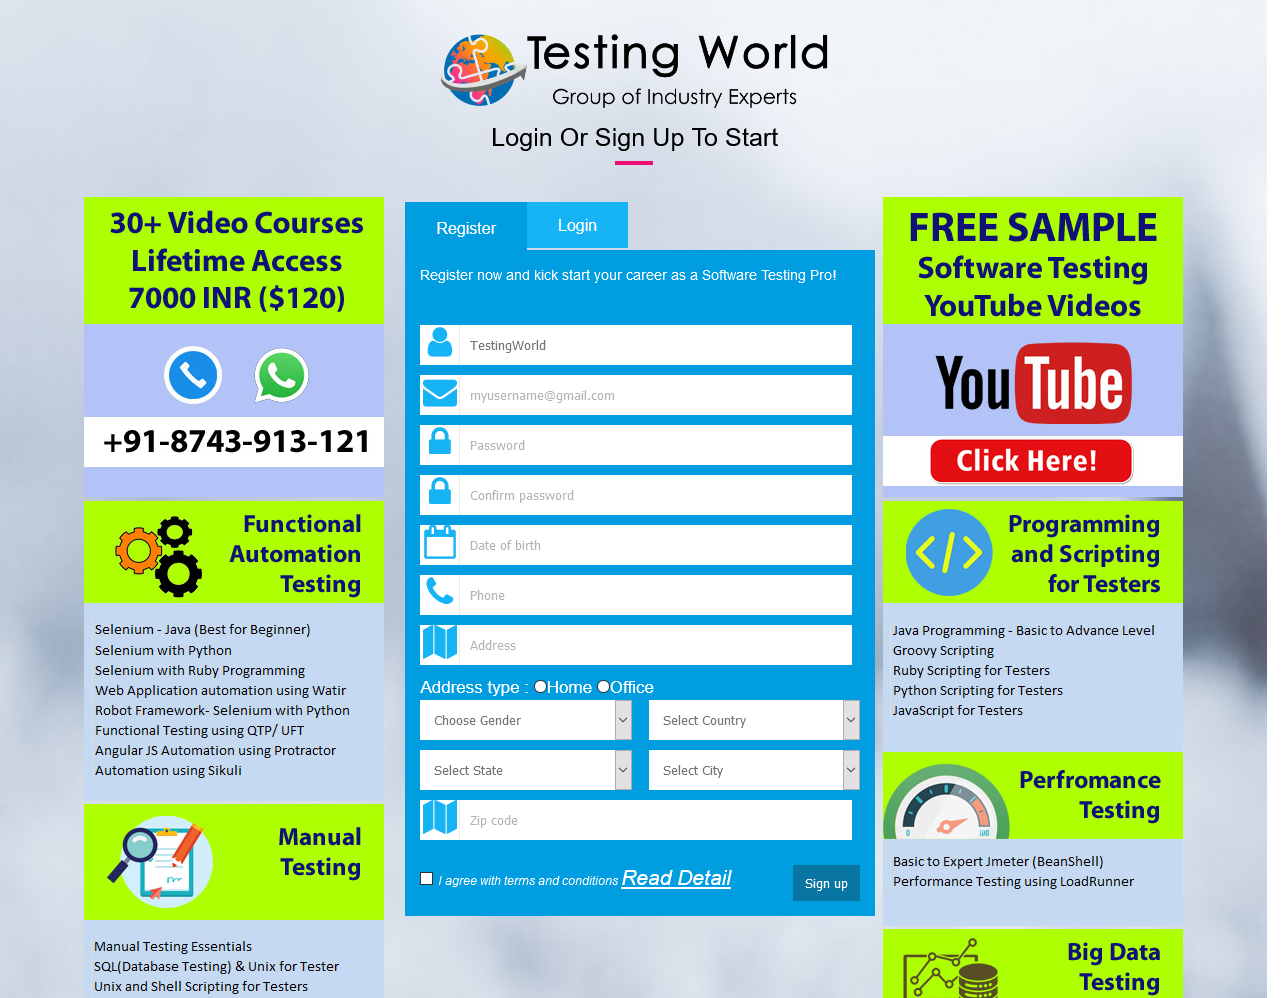 Testing World
Group of Industry Experts
Login Or Sign Up To Start
30+ Video Courses
Lifetime Access
7000 INR ($120)
+91-8743-913-121
Functional
Automation
Testing
Selenium - Java (Best for Beginner)
Selenium with Python
Selenium with Ruby Programming
Web Application automation using Watir
Robot Framework- Selenium with Python
Functional Testing using QTP/ UFT
Angular JS Automation using Protractor
Automation using Sikuli
Manual
Testing
Manual Testing Essentials
SQL(Database Testing) & Unix for Tester
Unix and Shell Scripting for Testers
Register
Login
Register now and kick start your career as a Software Testing Pro!
TestingWorld
myusername@gmail.com
Password
Confirm password
Date of birth
Phone
Address
Address type : Home Office
Choose Gender
Select Country
Select State
Select City
Zip code
I agree with terms and conditions Read Detail
Sign up
FREE SAMPLE
Software Testing
YouTube Videos
YouTube
Click Here!
Programming
and Scripting
for Testers
Java Programming - Basic to Advance Level
Groovy Scripting
Ruby Scripting for Testers
Python Scripting for Testers
JavaScript for Testers
Perfromance
Testing
0 100
Basic to Expert Jmeter (BeanShell)
Performance Testing using LoadRunner
Big Data
Testing